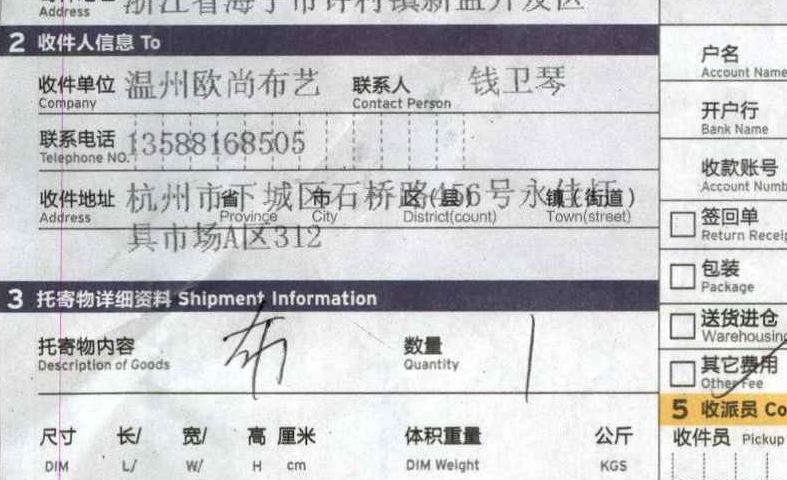 Address 浙江省海宁市许村镇新益开发区
2 收件人信息 To
收件单位 温州欧尚布艺 联系人 钱卫琴
Company Contact Person
联系电话 13588168505
Telephone NO.
收件地址 杭州市下城区石桥路456号永佳
省 市 区(县) 镇(街道)
Address Province City District(count) Town(street)
具市场A区312
3 托寄物详细资料 Shipment Information
托寄物内容 布 数量 1
Description of Goods Quantity
尺寸 长/ 宽/ 高 厘米 体积重量 公斤
DIM L/ W/ H cm DIM Weight KGS
户名
Account Name
开户行
Bank Name
收款账号
Account Numb
签回单
Return Receip
包装
Package
送货进仓
Warehousing
其它费用
Other Fee
5 收派员 Co
收件员 Pickup